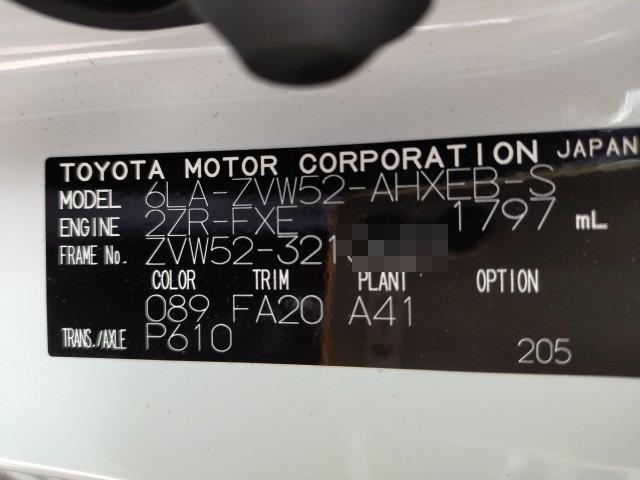 TOYOTA MOTOR CORPORATION JAPAN
MODEL 6LA-ZVW52-AHXEB-S
ENGINE 2ZR-FXE 1797 mL
FRAME No. ZVW52-321
COLOR TRIM PLANT OPTION
089 FA20 A41
TRANS./AXLE P610
205